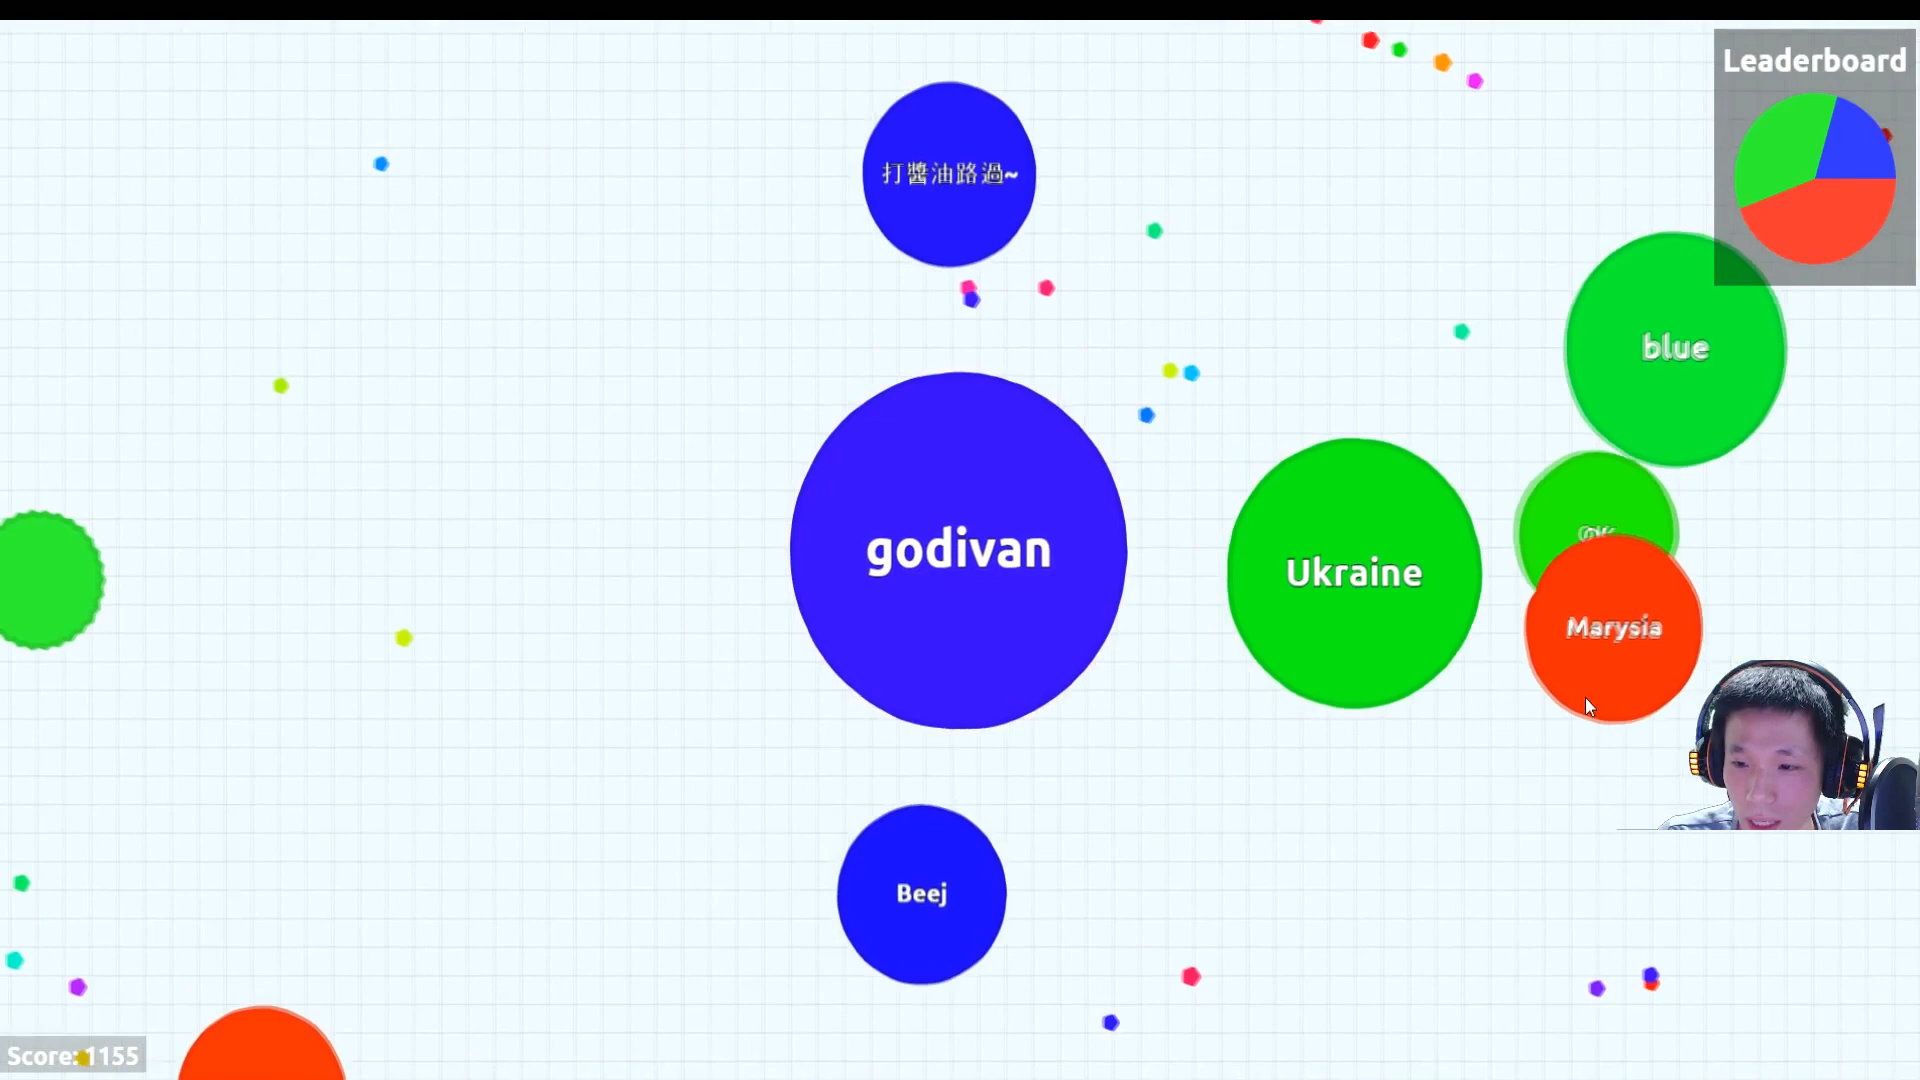 Leaderboard
打醬油路過~
blue
godivan
Ukraine
Marysia
Beej
Score: 1155